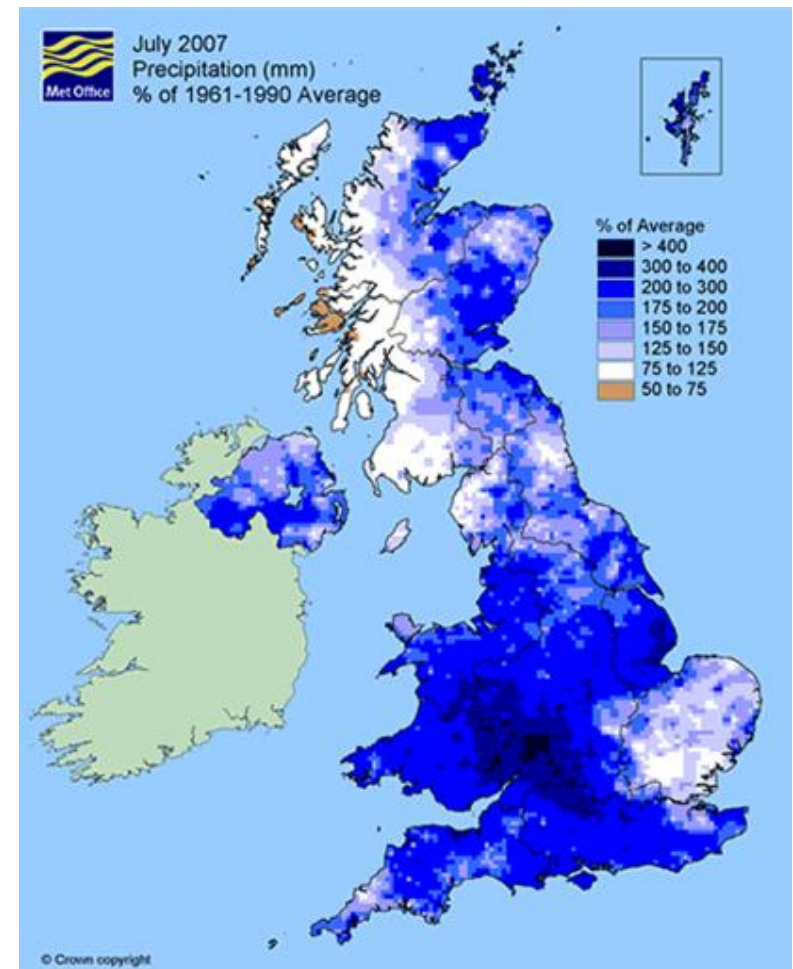 Met Office
July 2007
Precipitation (mm)
% of 1961-1990 Average
% of Average
> 400
300 to 400
200 to 300
175 to 200
150 to 175
125 to 150
75 to 125
50 to 75
© Crown copyright